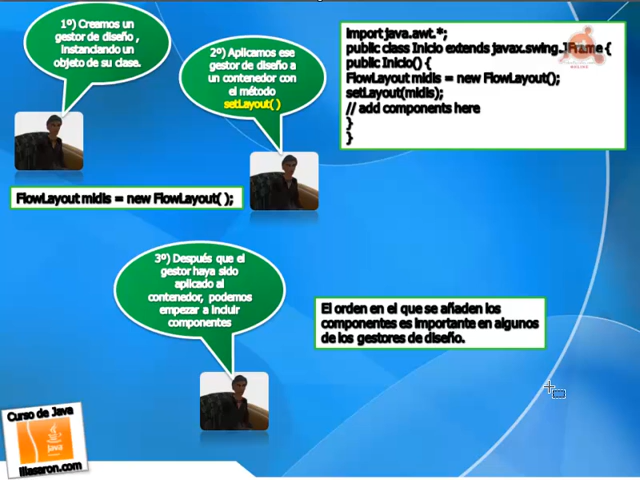 1º) Creamos un
gestor de diseño ,
instanciando un
objeto de su clase.
2º) Aplicamos ese
gestor de diseño a
un contenedor con
el método
setLayout( )
import java.awt.*;
public class Inicio extends javax.swing.JFrame {
public Inicio() {
FlowLayout midis = new FlowLayout();
setLayout(midis);
// add components here
}
}
FlowLayout midis = new FlowLayout( );
3º) Después que el
gestor haya sido
aplicado al
contenedor, podemos
empezar a incluir
componentes
El orden en el que se añaden los
componentes es importante en algunos
de los gestores de diseño.
Curso de Java
Java
illasaron.com